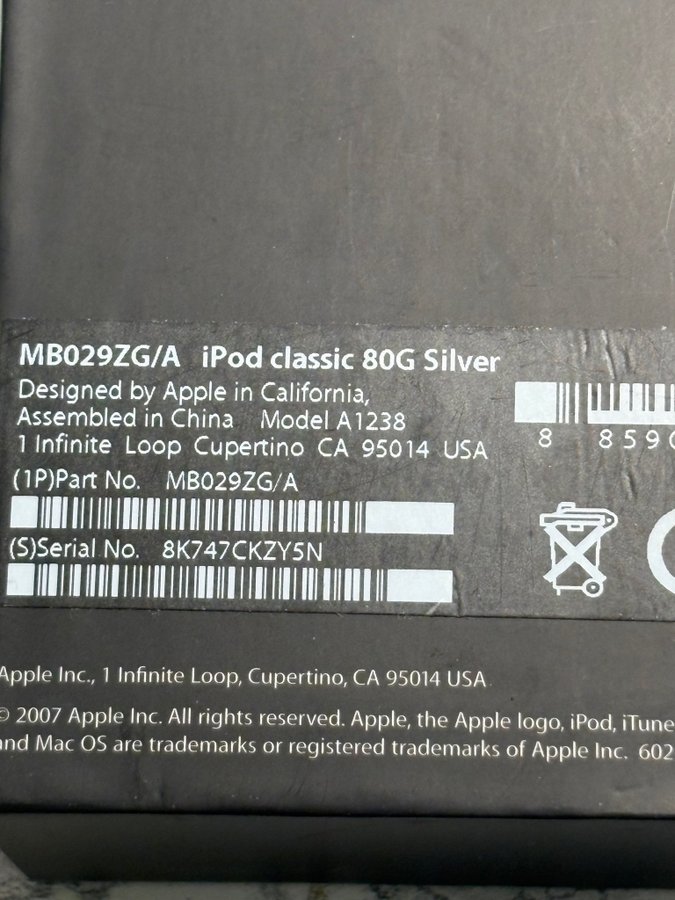 MB029ZG/A iPod classic 80G Silver
Designed by Apple in California,
Assembled in China Model A1238
1 Infinite Loop Cupertino CA 95014 USA
(1P)Part No. MB029ZG/A
(S)Serial No. 8K747CKZY5N
8 859
Apple Inc., 1 Infinite Loop, Cupertino, CA 95014 USA
© 2007 Apple Inc. All rights reserved. Apple, the Apple logo, iPod, iTune
and Mac OS are trademarks or registered trademarks of Apple Inc. 602